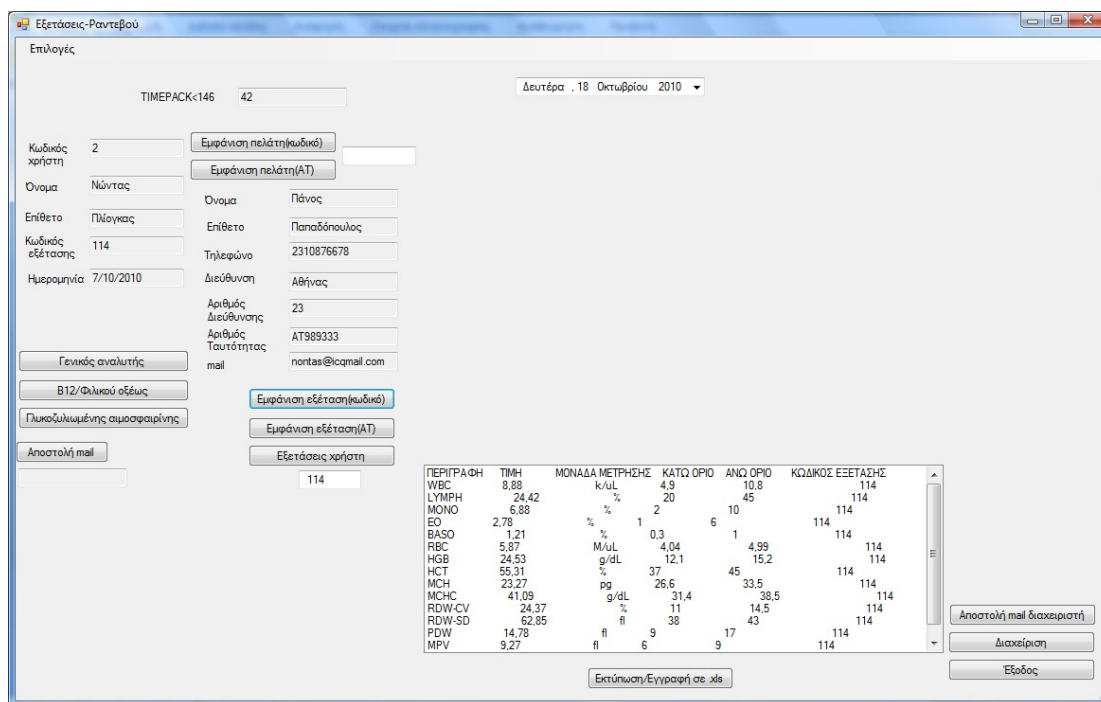 Εξετάσεις-Ραντεβού
Επιλογές
Δευτέρα , 18 Οκτωβρίου 2010
TIMEPACK<146 42
Κωδικός χρήστη 2
Όνομα Νώντας
Επίθετο Πλίογκας
Κωδικός εξέτασης 114
Ημερομηνία 7/10/2010
Εμφάνιση πελάτη(κωδικό)
Εμφάνιση πελάτη(ΑΤ)
Όνομα Πάνος
Επίθετο Παπαδόπουλος
Τηλεφώνο 2310876678
Διεύθυνση Αθήνας
Αριθμός Διεύθυνσης 23
Αριθμός Ταυτότητας ΑΤ989333
mail nontas@icqmail.com
Γενικός αναλυτής
Β12/Φιλικού οξέως
Γλυκοζυλιωμένης αιμοσφαιρίνης
Αποστολή mail
Εμφάνιση εξέταση(κωδικό)
Εμφάνιση εξέταση(ΑΤ)
Εξετάσεις χρήστη
114
ΠΕΡΙΓΡΑΦΗ ΤΙΜΗ ΜΟΝΑΔΑ ΜΕΤΡΗΣΗΣ ΚΑΤΩ ΟΡΙΟ ΑΝΩ ΟΡΙΟ ΚΩΔΙΚΟΣ ΕΞΕΤΑΣΗΣ
WBC 8,88 k/uL 4,9 10,8 114
LYMPH 24,42 % 20 45 114
MONO 6,88 % 2 10 114
EO 2,78 % 1 6 114
BASO 1,21 % 0,3 1 114
RBC 5,87 M/uL 4,04 4,99 114
HGB 24,53 g/dL 12,1 15,2 114
HCT 55,31 % 37 45 114
MCH 23,27 pg 26,6 33,5 114
MCHC 41,09 g/dL 31,4 38,5 114
RDW-CV 24,37 % 11 14,5 114
RDW-SD 62,85 fl 38 43 114
PDW 14,78 fl 9 17 114
MPV 9,27 fl 6 9 114
Εκτύπωση/Εγγραφή σε .xls
Αποστολή mail διαχειριστή
Διαχείριση
Έξοδος